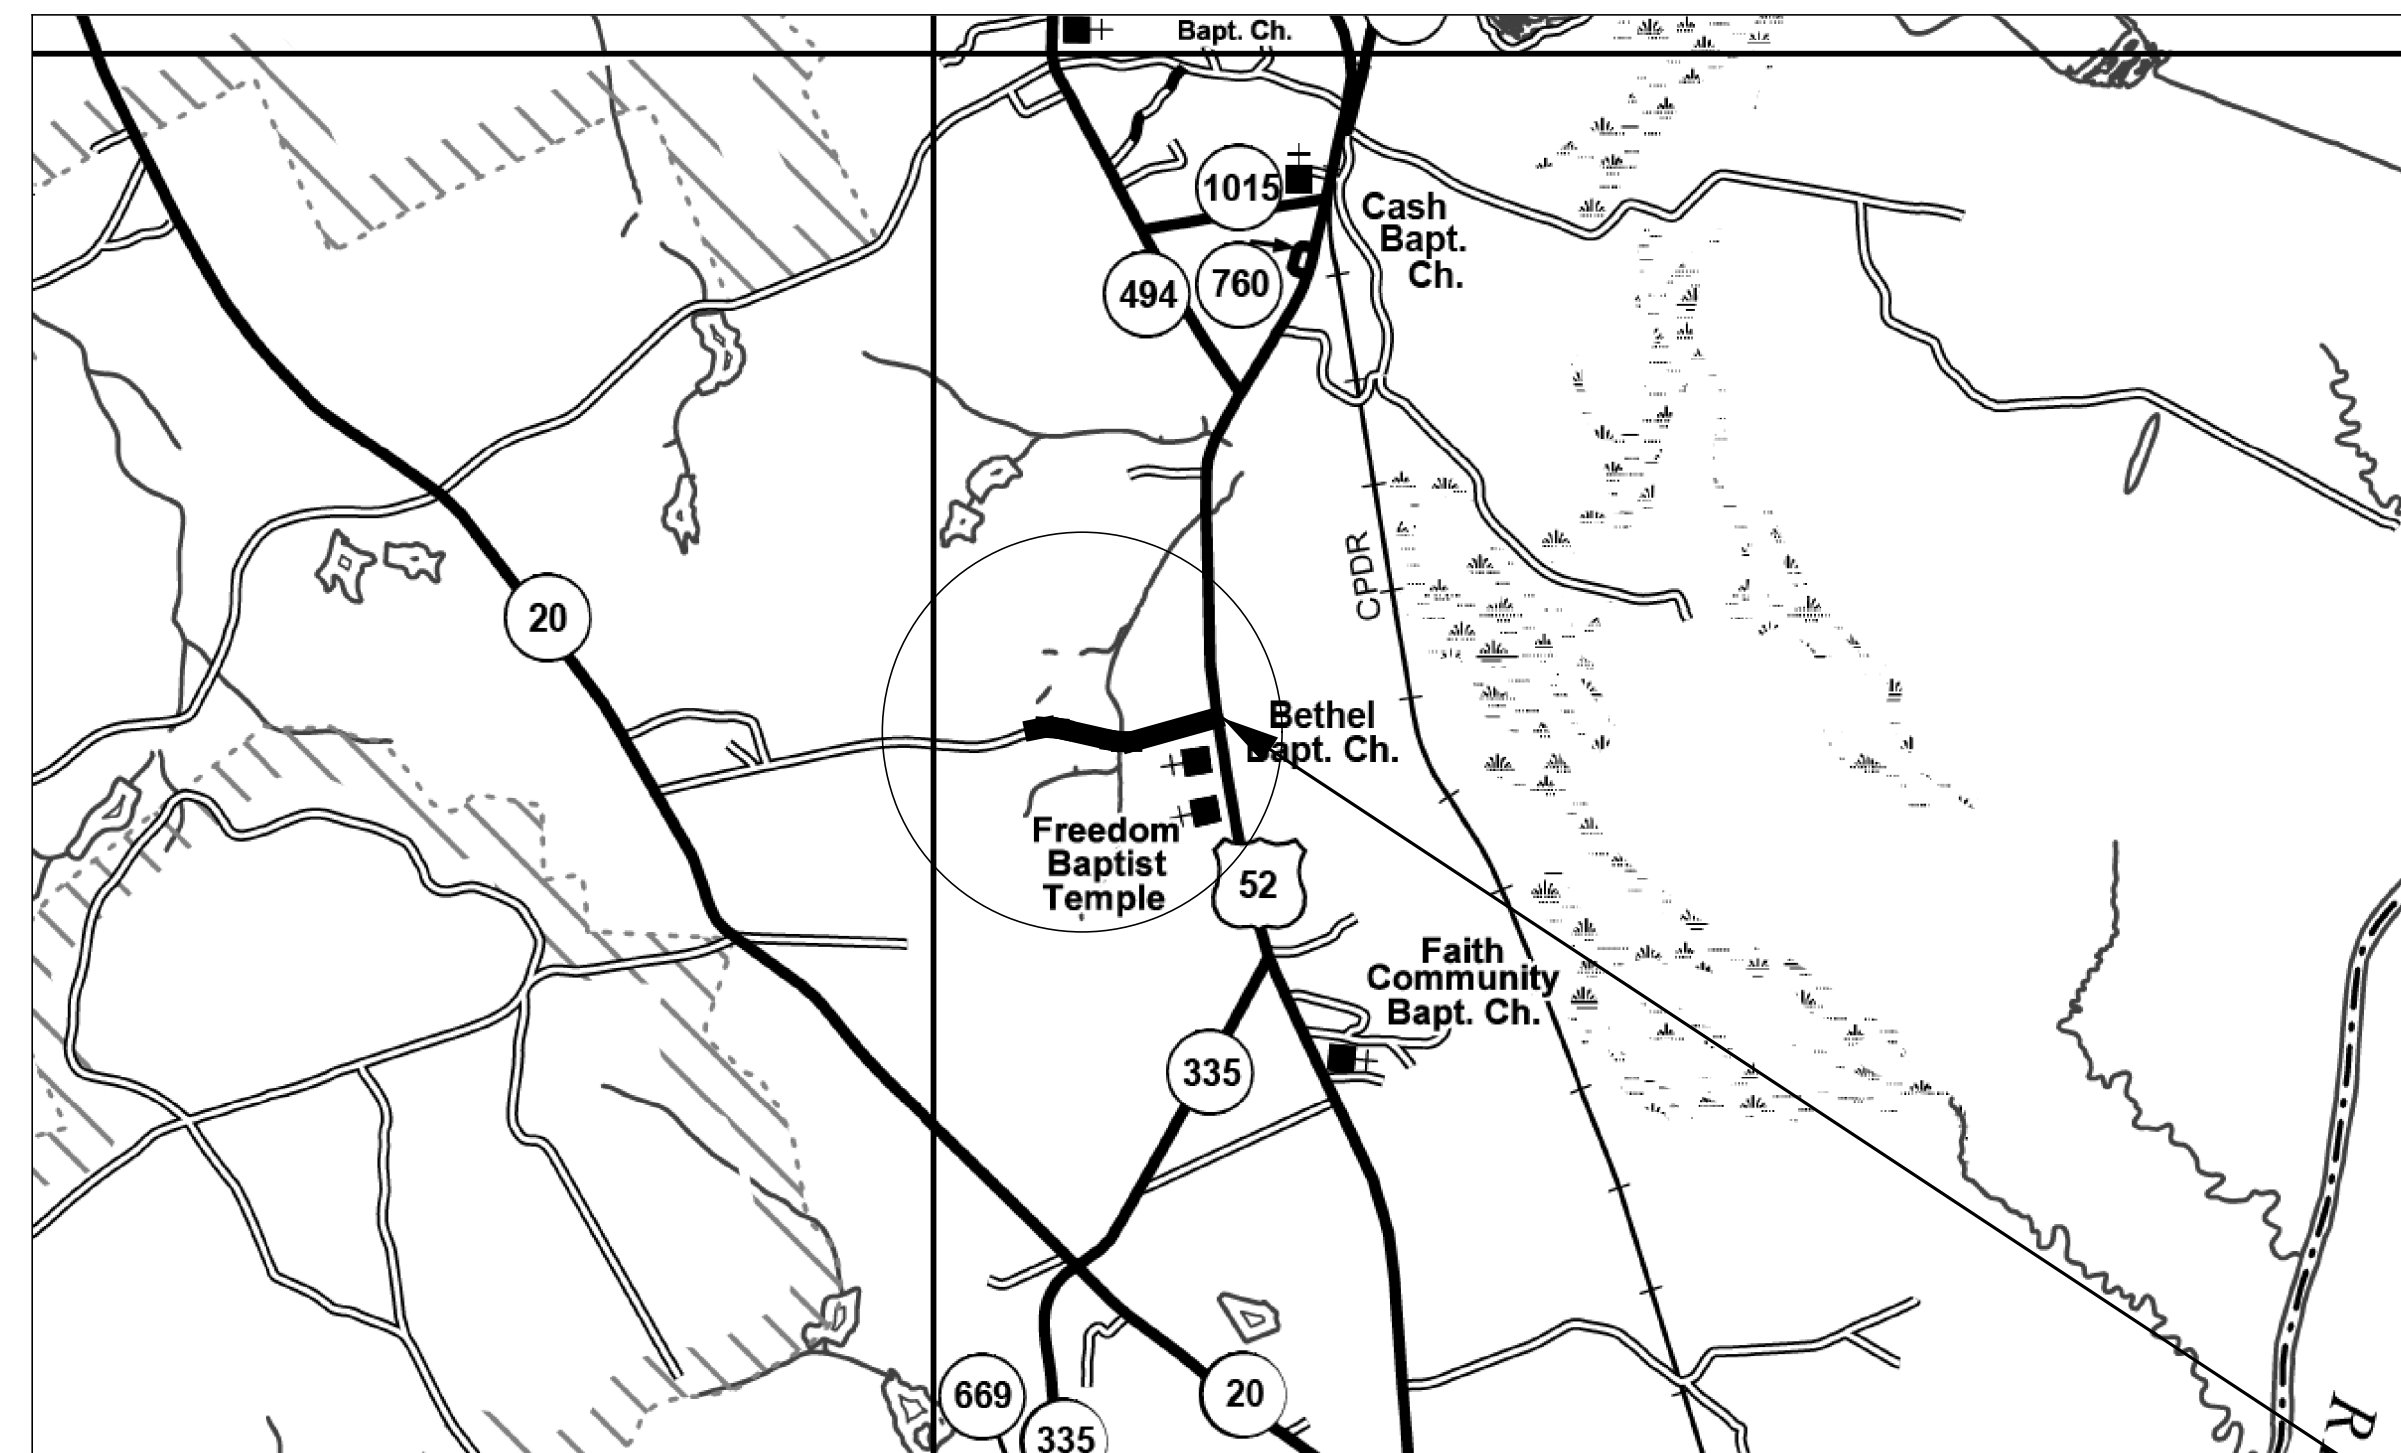 Bapt. Ch.
1015
Cash
Bapt.
Ch.
494
760
CPDR
20
Bethel
Bapt. Ch.
Freedom
Baptist
Temple
52
Faith
Community
Bapt. Ch.
335
669
20
335
R